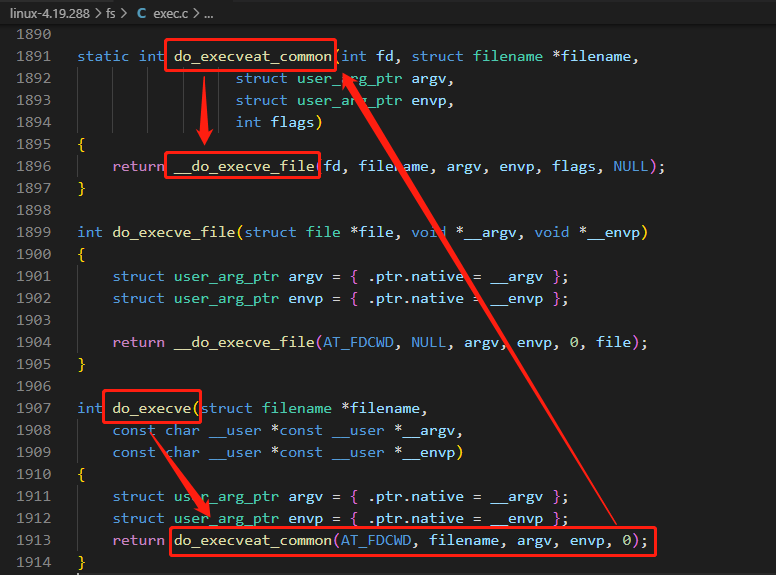 linux-4.19.288 > fs > C exec.c > ...
1890
1891 static int do_execveat_common(int fd, struct filename *filename,
1892 struct user_arg_ptr argv,
1893 struct user_arg_ptr envp,
1894 int flags)
1895 {
1896 return __do_execve_file(fd, filename, argv, envp, flags, NULL);
1897 }
1898
1899 int do_execve_file(struct file *file, void *__argv, void *__envp)
1900 {
1901 struct user_arg_ptr argv = { .ptr.native = __argv };
1902 struct user_arg_ptr envp = { .ptr.native = __envp };
1903
1904 return __do_execve_file(AT_FDCWD, NULL, argv, envp, 0, file);
1905 }
1906
1907 int do_execve(struct filename *filename,
1908 const char __user *const __user *__argv,
1909 const char __user *const __user *__envp)
1910 {
1911 struct user_arg_ptr argv = { .ptr.native = __argv };
1912 struct user_arg_ptr envp = { .ptr.native = __envp };
1913 return do_execveat_common(AT_FDCWD, filename, argv, envp, 0);
1914 }